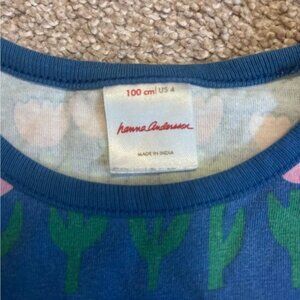 100 cm | US 4
hanna Andersson
MADE IN INDIA